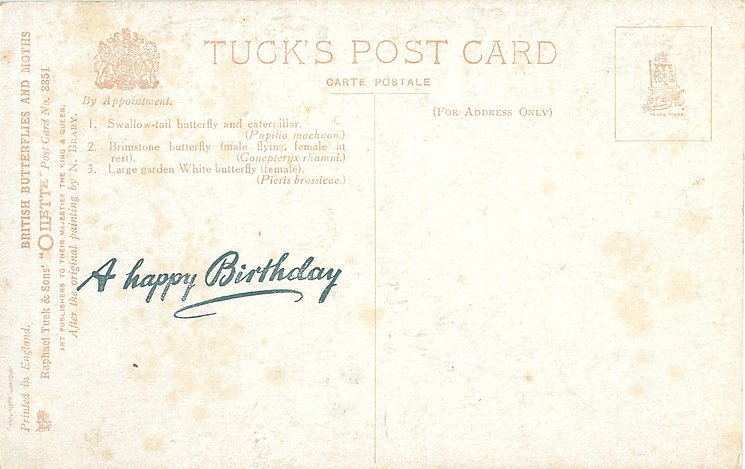 TUCK'S POST CARD
CARTE POSTALE
(FOR ADDRESS ONLY)
By Appointment.
1. Swallow-tail butterfly and caterpillar.
(Papilio machaon.)
2. Brimstone butterfly (male flying, female at
rest). (Gonepteryx rhamni.)
3. Large garden White butterfly (female).
(Pieris brassicae.)
A happy Birthday
BRITISH BUTTERFLIES AND MOTHS
Raphael Tuck & Sons' "OILETTE" Post Card No. 3351
ART PUBLISHERS TO THEIR MAJESTIES THE KING & QUEEN.
After the original painting by N. BRABY.
Printed in England.
TRADE MARK.